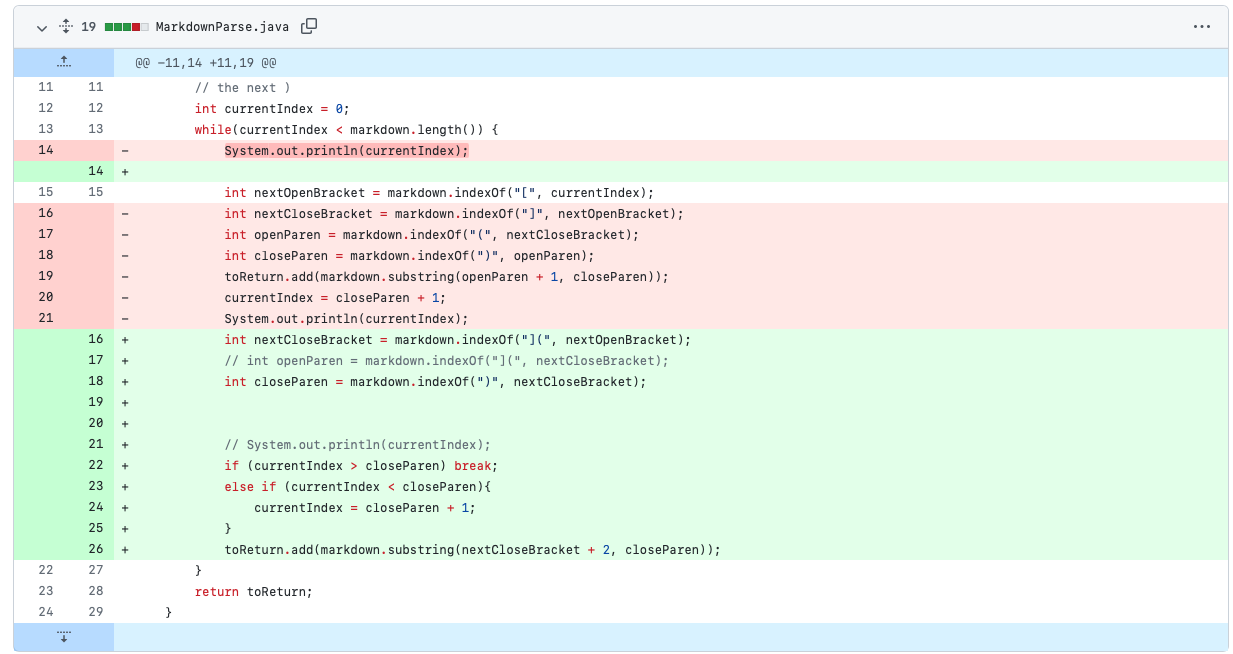 19 MarkdownParse.java
@@ -11,14 +11,19 @@
11 11 // the next )
12 12 int currentIndex = 0;
13 13 while(currentIndex < markdown.length()) {
14 - System.out.println(currentIndex);
14 +
15 15 int nextOpenBracket = markdown.indexOf("[", currentIndex);
16 - int nextCloseBracket = markdown.indexOf("]", nextOpenBracket);
17 - int openParen = markdown.indexOf("(", nextCloseBracket);
18 - int closeParen = markdown.indexOf(")", openParen);
19 - toReturn.add(markdown.substring(openParen + 1, closeParen));
20 - currentIndex = closeParen + 1;
21 - System.out.println(currentIndex);
16 + int nextCloseBracket = markdown.indexOf("](", nextOpenBracket);
17 + // int openParen = markdown.indexOf("](", nextCloseBracket);
18 + int closeParen = markdown.indexOf(")", nextCloseBracket);
19 +
20 +
21 + // System.out.println(currentIndex);
22 + if (currentIndex > closeParen) break;
23 + else if (currentIndex < closeParen){
24 + currentIndex = closeParen + 1;
25 + }
26 + toReturn.add(markdown.substring(nextCloseBracket + 2, closeParen));
22 27 }
23 28 return toReturn;
24 29 }